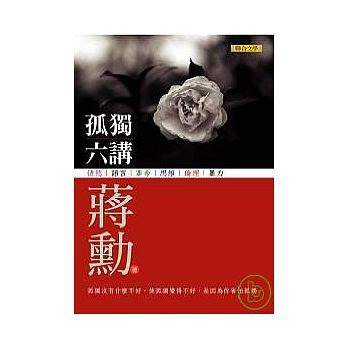 聯合文學
孤獨
六講
情慾｜語言｜革命｜思維｜倫理｜暴力
蔣勳
著
孤獨沒有什麼不好。使孤獨變得不好，是因為你害怕孤獨。
b